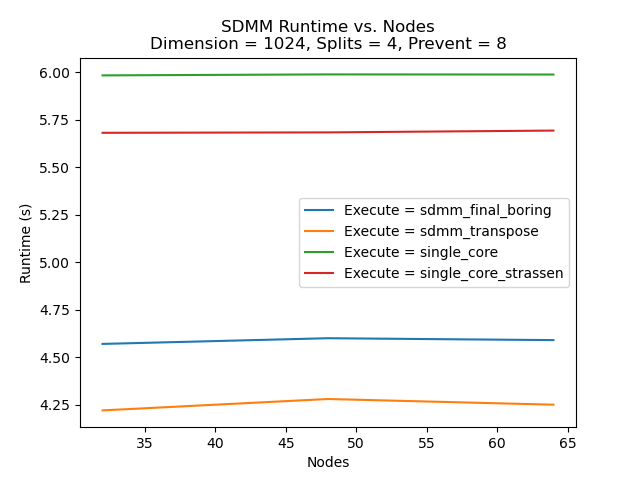 SDMM Runtime vs. Nodes
Dimension = 1024, Splits = 4, Prevent = 8
6.00
5.75
5.50
5.25
5.00
4.75
4.50
4.25
Runtime (s)
Execute = sdmm_final_boring
Execute = sdmm_transpose
Execute = single_core
Execute = single_core_strassen
35 40 45 50 55 60 65
Nodes